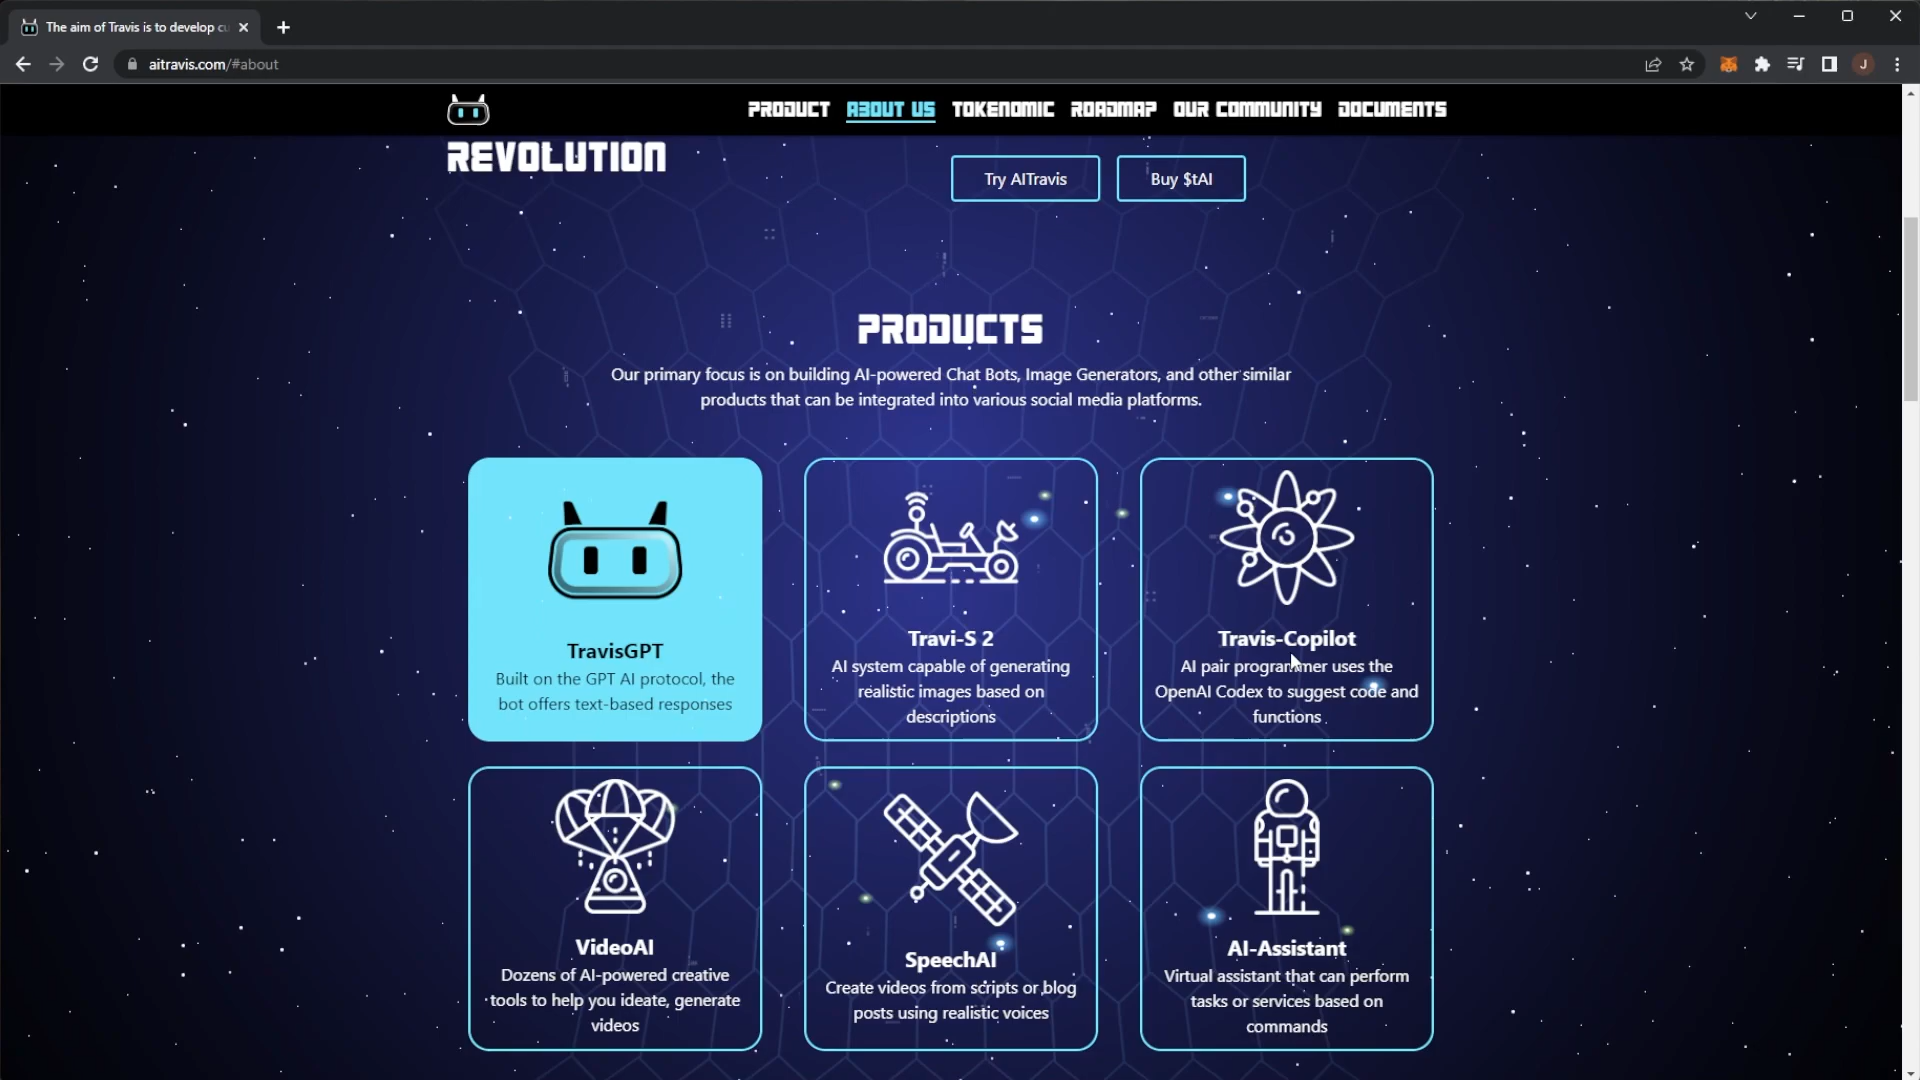 The aim of Travis is to develop cu
aitravis.com/#about
J
PRODUCT ABOUT US TOKENOMIC ROADMAP OUR COMMUNITY DOCUMENTS
REVOLUTION
Try AITravis
Buy $tAI
PRODUCTS
Our primary focus is on building AI-powered Chat Bots, Image Generators, and other similar
products that can be integrated into various social media platforms.
TravisGPT
Built on the GPT AI protocol, the
bot offers text-based responses
Travi-S 2
AI system capable of generating
realistic images based on
descriptions
Travis-Copilot
AI pair programmer uses the
OpenAI Codex to suggest code and
functions
VideoAI
Dozens of AI-powered creative
tools to help you ideate, generate
videos
SpeechAI
Create videos from scripts or blog
posts using realistic voices
AI-Assistant
Virtual assistant that can perform
tasks or services based on
commands